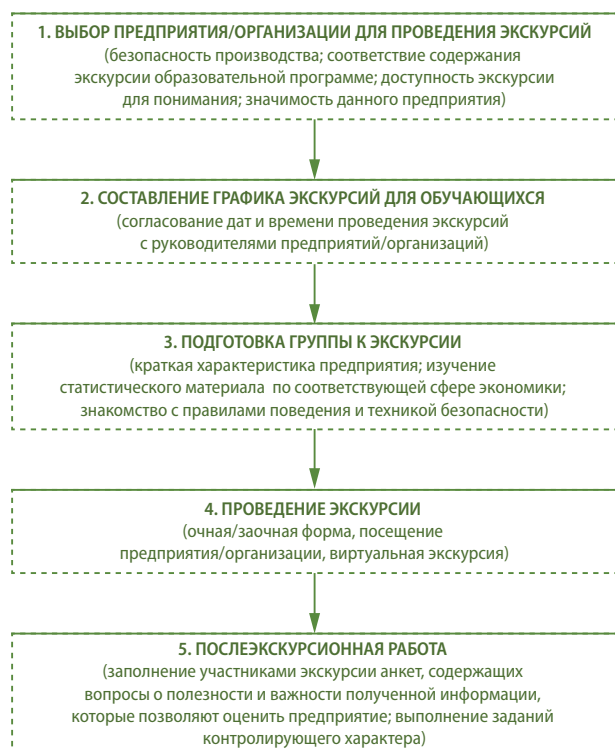 1. ВЫБОР ПРЕДПРИЯТИЯ/ОРГАНИЗАЦИИ ДЛЯ ПРОВЕДЕНИЯ ЭКСКУРСИЙ
(безопасность производства; соответствие содержания
экскурсии образовательной программе; доступность экскурсии
для понимания; значимость данного предприятия)
2. СОСТАВЛЕНИЕ ГРАФИКА ЭКСКУРСИЙ ДЛЯ ОБУЧАЮЩИХСЯ
(согласование дат и времени проведения экскурсий
с руководителями предприятий/организаций)
3. ПОДГОТОВКА ГРУППЫ К ЭКСКУРСИИ
(краткая характеристика предприятия; изучение
статистического материала по соответствующей сфере экономики;
знакомство с правилами поведения и техникой безопасности)
4. ПРОВЕДЕНИЕ ЭКСКУРСИИ
(очная/заочная форма, посещение
предприятия/организации, виртуальная экскурсия)
5. ПОСЛЕЭКСКУРСИОННАЯ РАБОТА
(заполнение участниками экскурсии анкет, содержащих
вопросы о полезности и важности полученной информации,
которые позволяют оценить предприятие; выполнение заданий
контролирующего характера)